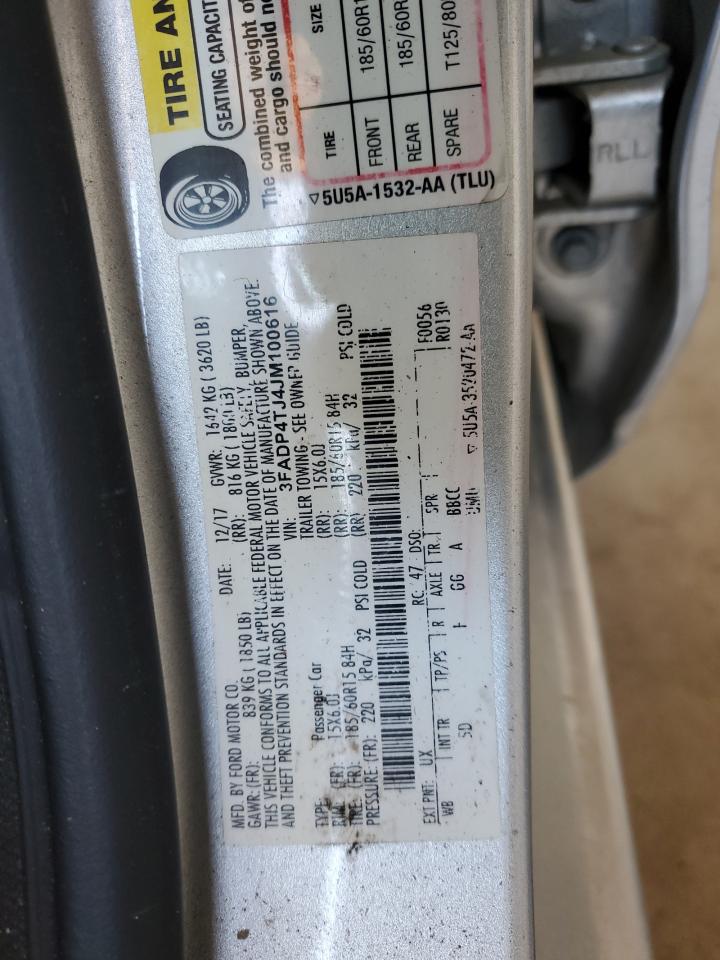 TIRE AN
SEATING CAPACIT
The combined weight of
and cargo should no
TIRE SIZE
FRONT 185/60R1
REAR 185/60R
SPARE T125/80
▽5U5A-1532-AA (TLU)
MFD. BY FORD MOTOR CO. DATE: 12/17 GVWR: 1642 KG ( 3620 LB)
GAWR: (FR): 839 KG ( 1850 LB) (RR): 816 KG ( LB)
THIS VEHICLE CONFORMS TO ALL APPLICABLE FEDERAL MOTOR VEHICLE SAFETY, BUMPER,
AND THEFT PREVENTION STANDARDS IN EFFECT ON THE DATE OF MANUFACTURE SHOWN ABOVE.
VIN: 3FADP4TJ4JM100616
TYPE: Passenger Car TRAILER TOWING - SEE OWNER GUIDE
(FR): 15X6.0J (RR): 15X6.0J
TIRE (FR): 185/60R15 84H (RR): 185/60R15 84H
PRESSURE: (FR): 220 kPa/ 32 PSI COLD (RR) 220 kPa/ 32 PSI COLD
EXT PNT: UX RC: 47 DSO: F0056
WB INT TR TP/PS R AXLE TR SPR R0130
5D GG A BBCC
▽ 5U5A-3520472-AA
RLL